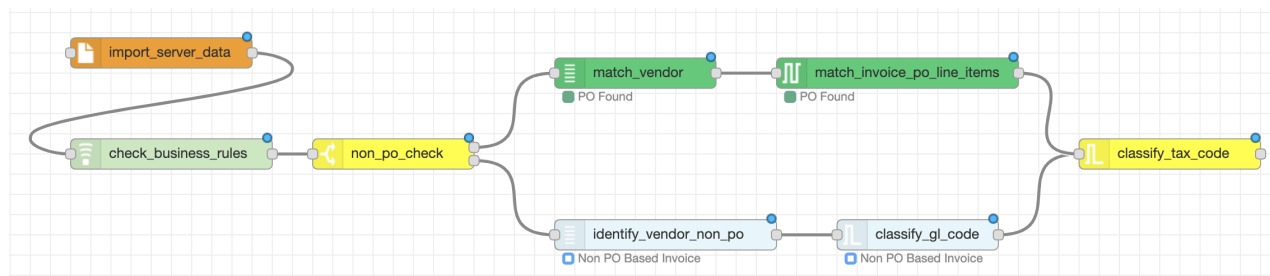 import_server_data
match_vendor
match_invoice_po_line_items
PO Found
PO Found
check_business_rules
non_po_check
classify_tax_code
identify_vendor_non_po
classify_gl_code
Non PO Based Invoice
Non PO Based Invoice